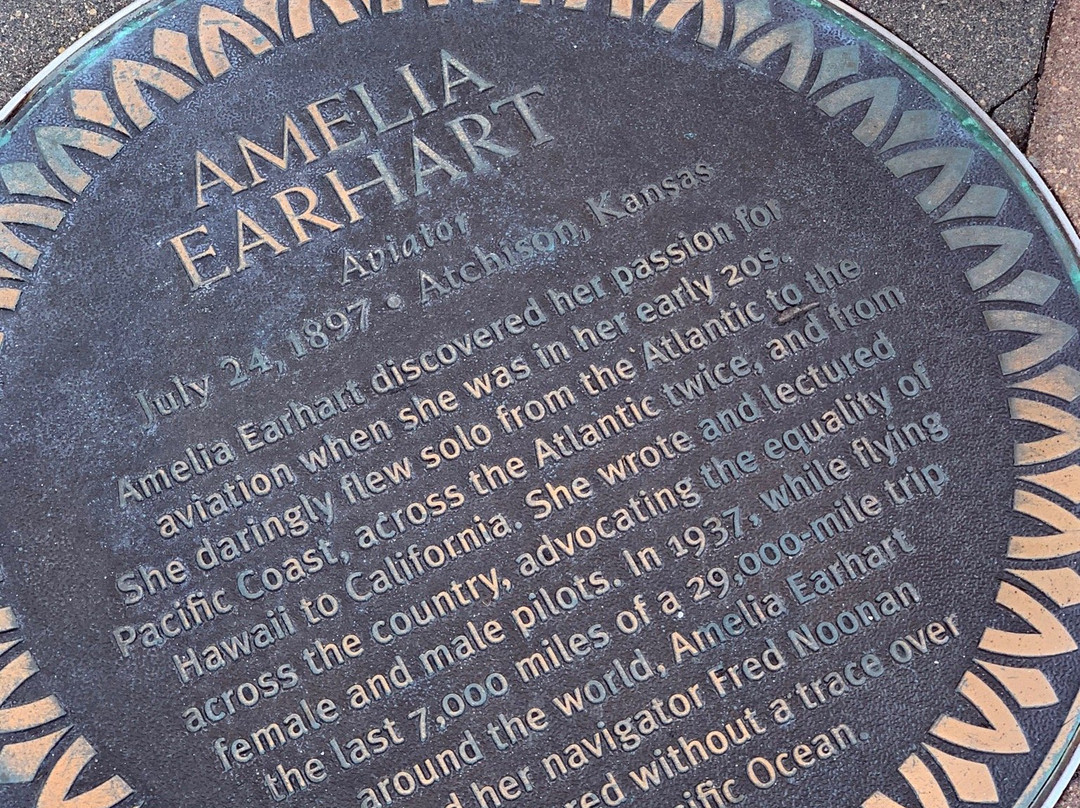 AMELIA
EARHART
Aviator
July 24, 1897 • Atchison, Kansas
Amelia Earhart discovered her passion for
aviation when she was in her early 20s.
She daringly flew solo from the Atlantic to the
Pacific Coast, across the Atlantic twice, and from
Hawaii to California. She wrote and lectured
across the country, advocating the equality of
female and male pilots. In 1937, while flying
the last 7,000 miles of a 29,000-mile trip
around the world, Amelia Earhart
her navigator Fred Noonan
without a trace over
Ocean.